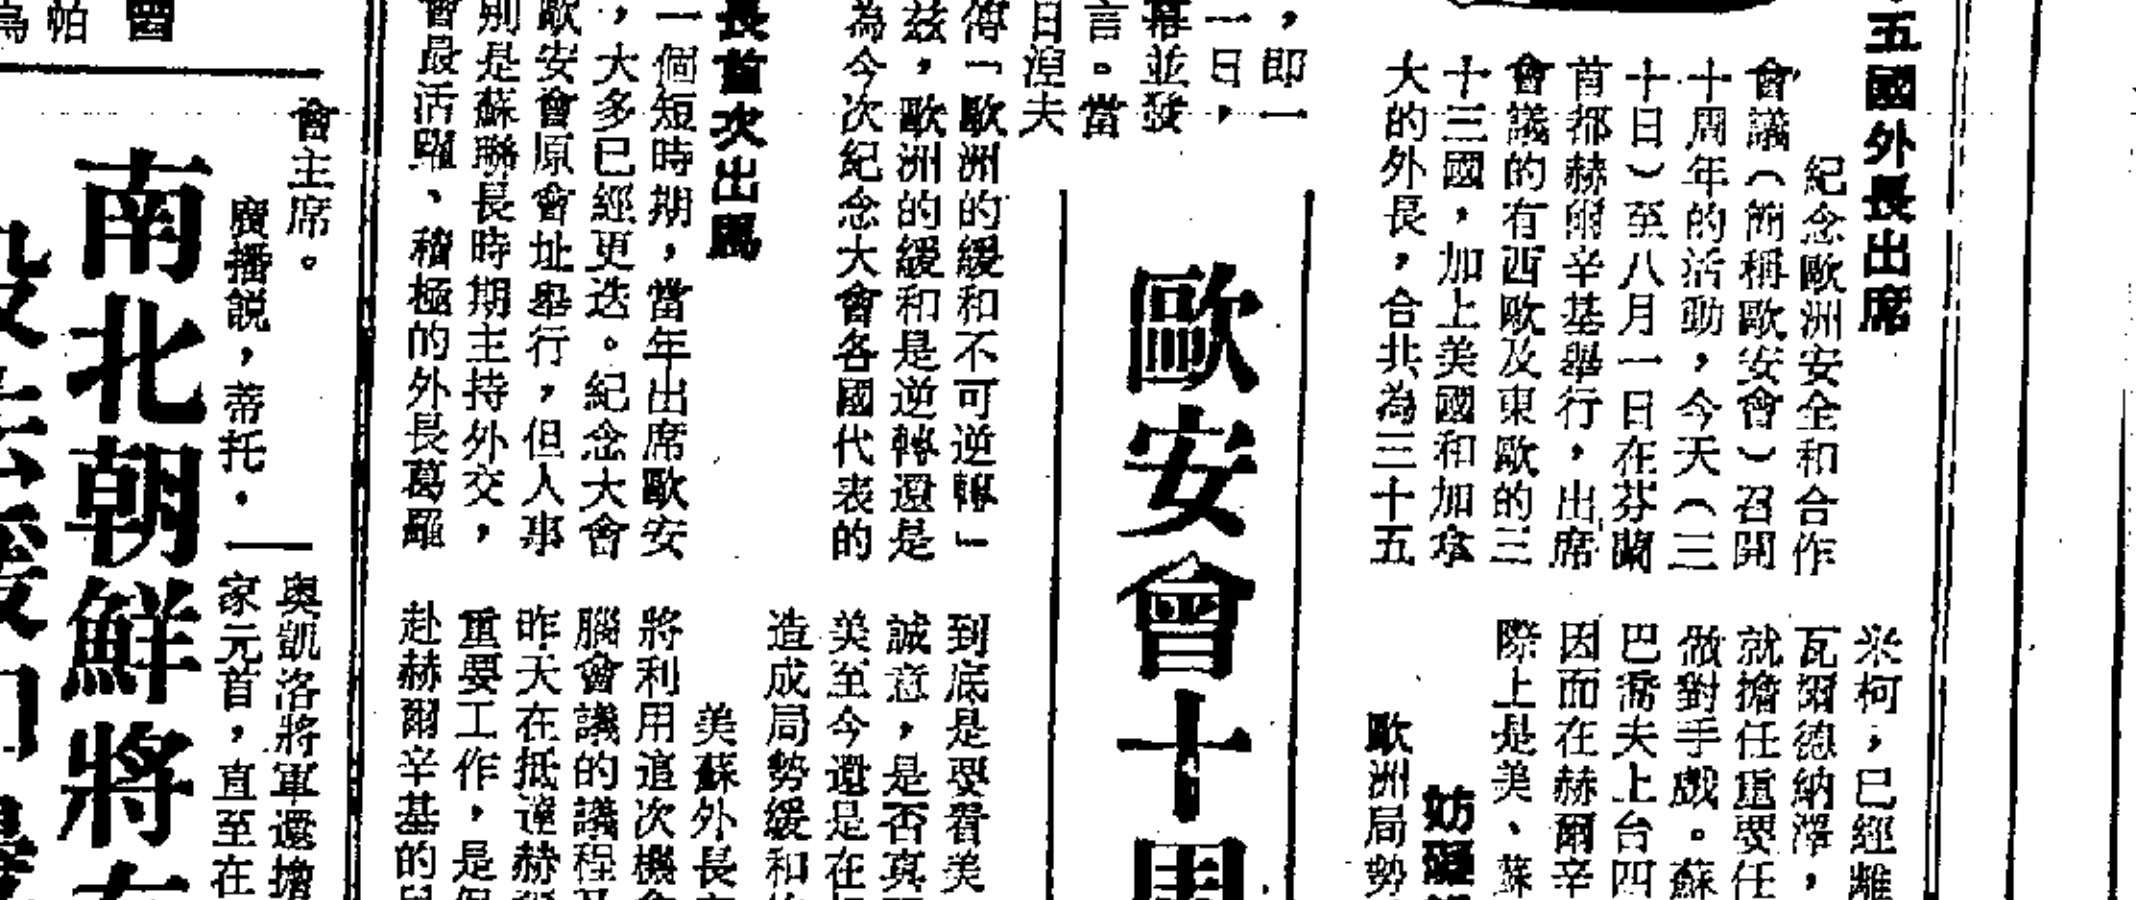 五國外長出席
紀念歐洲安全和合作
會議（簡稱歐安會）召開
十周年的活動，今天（三
十日）至八月一日在芬蘭
首都赫爾辛基舉行，出席
會議的有西歐及東歐的三
十三國，加上美國和加拿
大的外長，合共為三十五
米柯，已經離
瓦爾德納澤，
就擔任重要任
做對手戲。蘇
巴喬夫上台四
因而在赫爾辛
際上是美、蘇
妨礙
歐洲局勢
歐安會十周
，即一
一日，
幕並發
言。當
日涅夫
傅「歐洲的緩和不可逆轉」
茲，歐洲的緩和是逆轉還是
為今次紀念大會各國代表的
長首次出馬
一個短時期，當年出席歐安
，大多已經更迭。紀念大會
歐安會原會址舉行，但人事
別是蘇聯長時期主持外交，
會最活躍、積極的外長葛羅
到底是要看美
誠意，是否真
美至今還是在
造成局勢緩和
美蘇外長
將利用這次機
腦會議的議程
昨天在抵達赫
重要工作，是
赴赫爾辛基的
會主席。
廣播說，蒂托，
奧凱洛將軍還擔
家元首，直至在
帕
南北朝鮮將